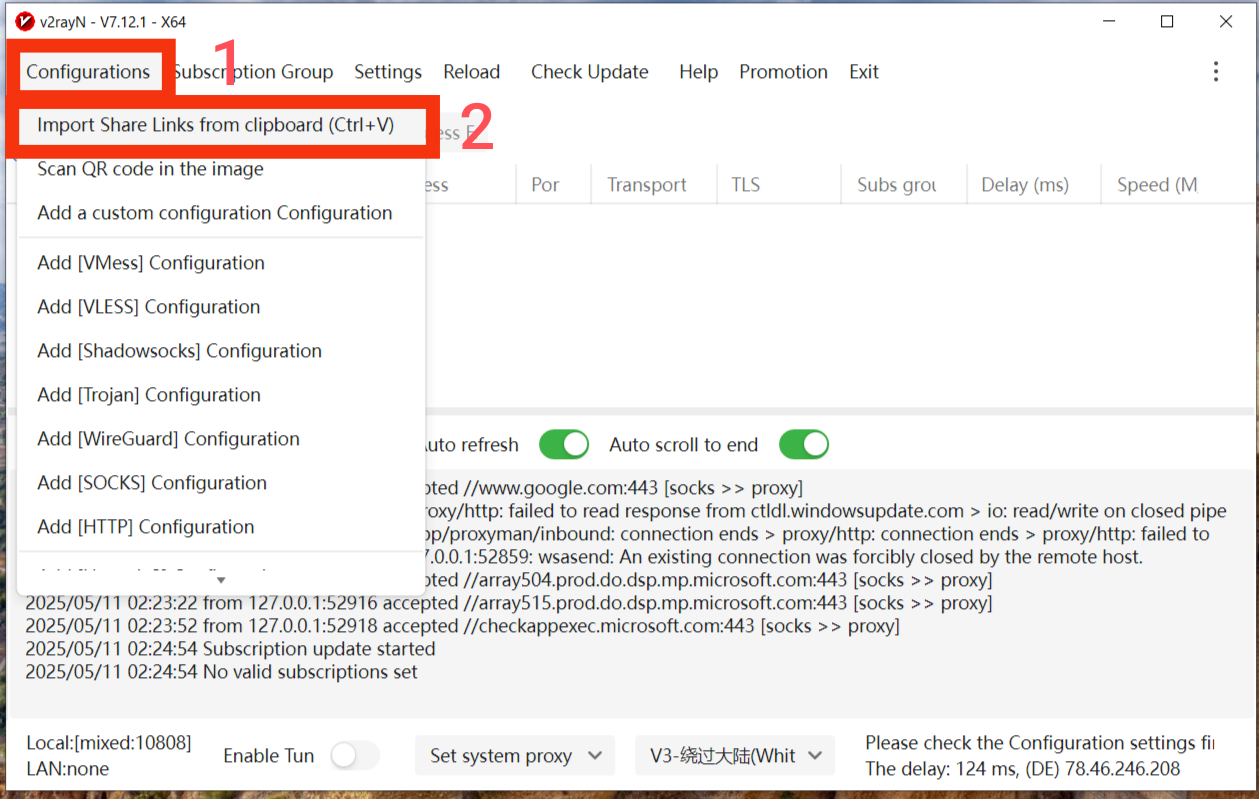 v2rayN - V7.12.1 - X64
1
Configurations Subscription Group Settings Reload Check Update Help Promotion Exit
Import Share Links from clipboard (Ctrl+V)
2
Scan QR code in the image
Por Transport TLS Subs grou Delay (ms) Speed (M
Add a custom configuration Configuration
Add [VMess] Configuration
Add [VLESS] Configuration
Add [Shadowsocks] Configuration
Add [Trojan] Configuration
Add [WireGuard] Configuration
Add [SOCKS] Configuration
Add [HTTP] Configuration
Auto refresh Auto scroll to end
pted //www.google.com:443 [socks >> proxy]
roxy/http: failed to read response from ctldl.windowsupdate.com > io: read/write on closed pipe
pp/proxyman/inbound: connection ends > proxy/http: connection ends > proxy/http: failed to
7.0.0.1:52859: wsasend: An existing connection was forcibly closed by the remote host.
pted //array504.prod.do.dsp.mp.microsoft.com:443 [socks >> proxy]
2025/05/11 02:23:22 from 127.0.0.1:52916 accepted //array515.prod.do.dsp.mp.microsoft.com:443 [socks >> proxy]
2025/05/11 02:23:52 from 127.0.0.1:52918 accepted //checkappexec.microsoft.com:443 [socks >> proxy]
2025/05/11 02:24:54 Subscription update started
2025/05/11 02:24:54 No valid subscriptions set
Local:[mixed:10808]
LAN:none
Enable Tun
Set system proxy
V3-绕过大陆(Whit
Please check the Configuration settings fir
The delay: 124 ms, (DE) 78.46.246.208